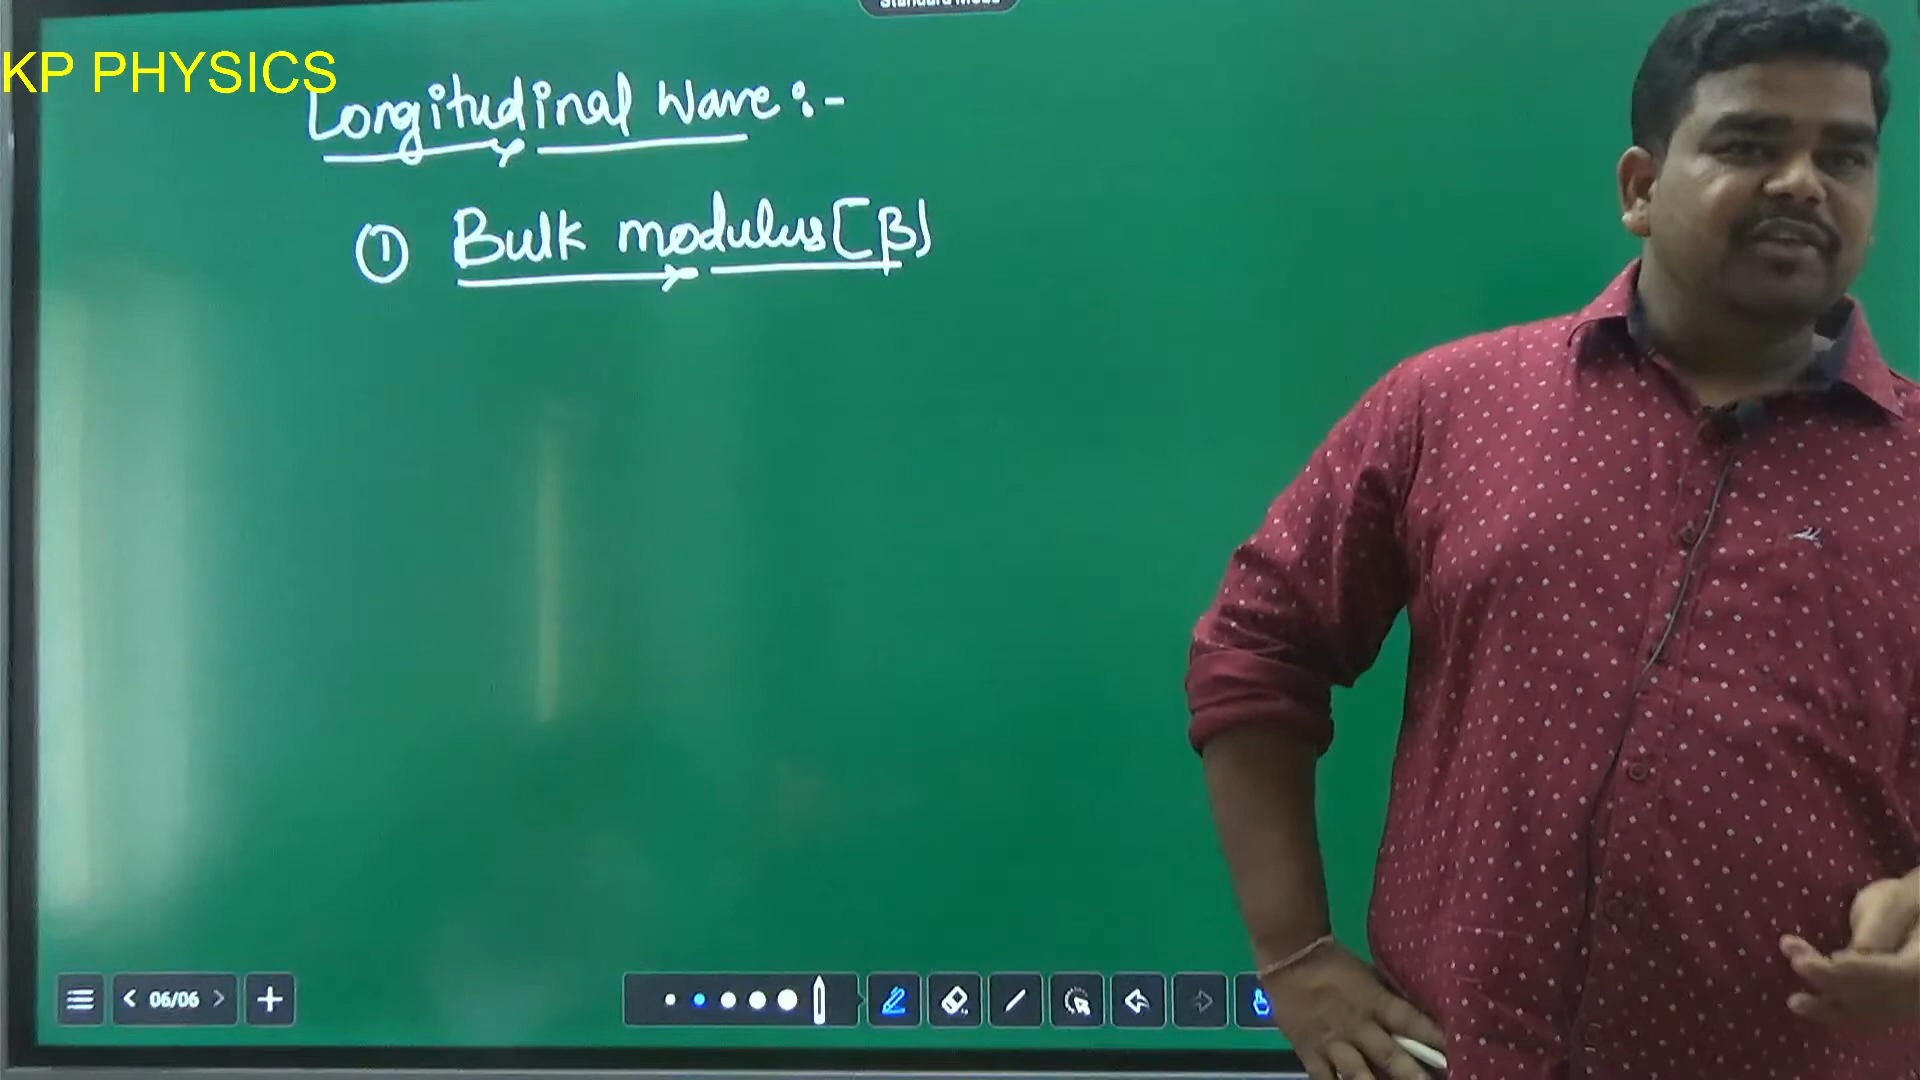 KP PHYSICS
Longitudinal Wave:-
① Bulk modulus [β]
06/06